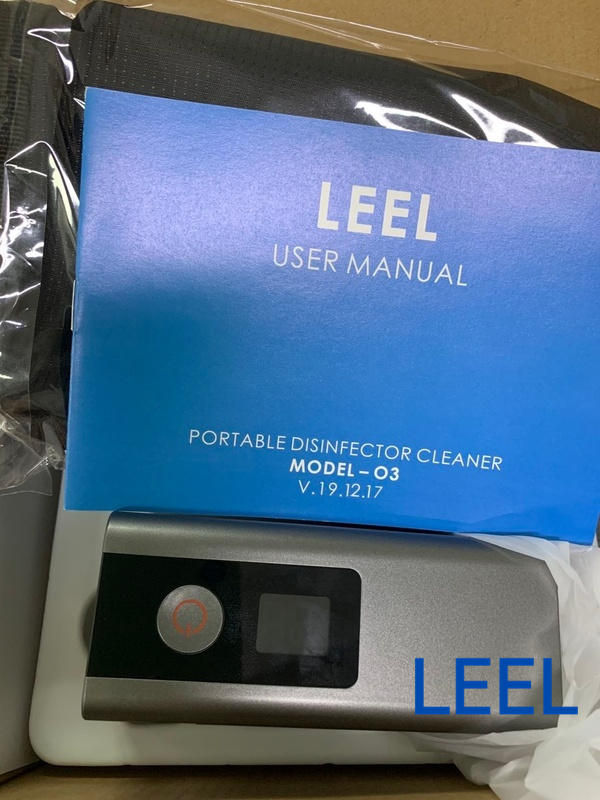 LEEL
USER MANUAL
PORTABLE DISINFECTOR CLEANER
MODEL – O3
V.19.12.17
LEEL